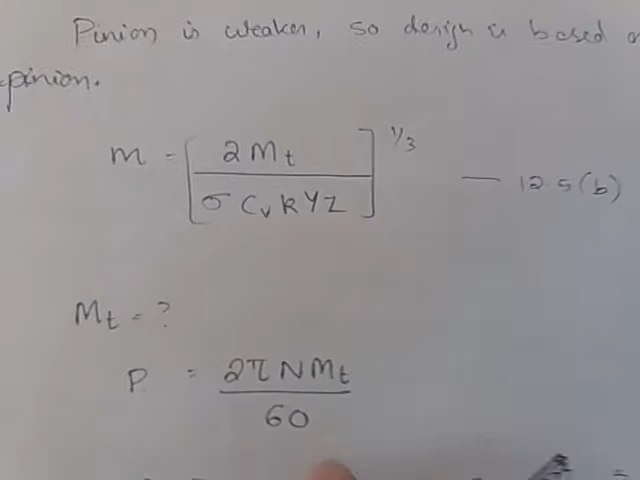 Pinion is weaker, so design is based
pinion.
m = [2Mt / σ Cv k Y Z]^1/3 — 12.5(b)
Mt = ?
P = 2π N Mt / 60